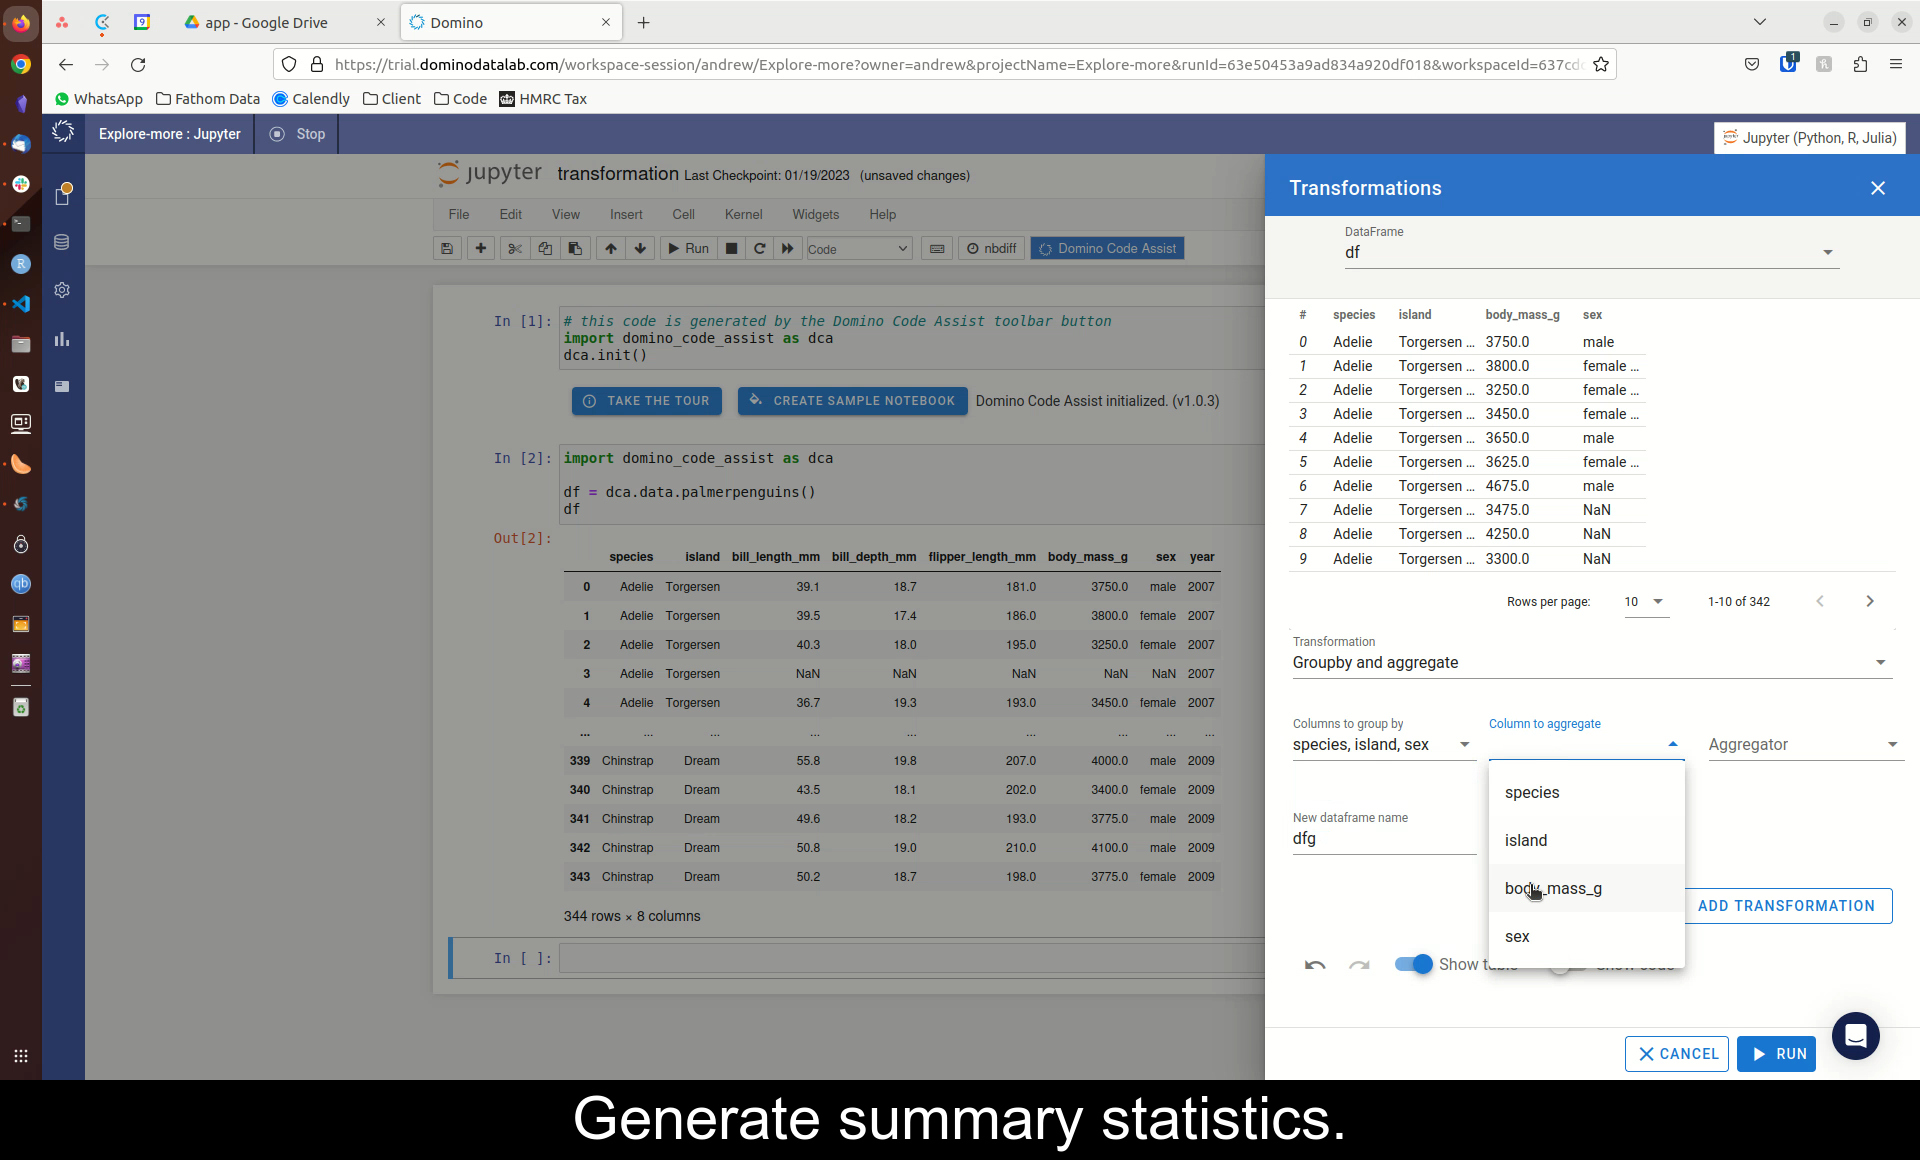 app - Google Drive
Domino
9
https://trial.dominodatalab.com/workspace-session/andrew/Explore-more?owner=andrew&projectName=Explore-more&runId=63e50453a9ad834a920df018&workspaceId=637cd
1
WhatsApp Fathom Data Calendly Client Code HMRC Tax
Explore-more : Jupyter Stop
Jupyter (Python, R, Julia)
jupyter transformation Last Checkpoint: 01/19/2023 (unsaved changes)
File Edit View Insert Cell Kernel Widgets Help
Run Code nbdiff Domino Code Assist
In [1]: # this code is generated by the Domino Code Assist toolbar button
import domino_code_assist as dca
dca.init()
TAKE THE TOUR CREATE SAMPLE NOTEBOOK Domino Code Assist initialized. (v1.0.3)
In [2]: import domino_code_assist as dca
df = dca.data.palmerpenguins()
df
Out[2]:
species island bill_length_mm bill_depth_mm flipper_length_mm body_mass_g sex year
0 Adelie Torgersen 39.1 18.7 181.0 3750.0 male 2007
1 Adelie Torgersen 39.5 17.4 186.0 3800.0 female 2007
2 Adelie Torgersen 40.3 18.0 195.0 3250.0 female 2007
3 Adelie Torgersen NaN NaN NaN NaN NaN 2007
4 Adelie Torgersen 36.7 19.3 193.0 3450.0 female 2007
... ... ... ... ... ... ... ... ...
339 Chinstrap Dream 55.8 19.8 207.0 4000.0 male 2009
340 Chinstrap Dream 43.5 18.1 202.0 3400.0 female 2009
341 Chinstrap Dream 49.6 18.2 193.0 3775.0 male 2009
342 Chinstrap Dream 50.8 19.0 210.0 4100.0 male 2009
343 Chinstrap Dream 50.2 18.7 198.0 3775.0 female 2009
344 rows × 8 columns
In [ ]:
Transformations
DataFrame
df
# species island body_mass_g sex
0 Adelie Torgersen ... 3750.0 male
1 Adelie Torgersen ... 3800.0 female ...
2 Adelie Torgersen ... 3250.0 female ...
3 Adelie Torgersen ... 3450.0 female ...
4 Adelie Torgersen ... 3650.0 male
5 Adelie Torgersen ... 3625.0 female ...
6 Adelie Torgersen ... 4675.0 male
7 Adelie Torgersen ... 3475.0 NaN
8 Adelie Torgersen ... 4250.0 NaN
9 Adelie Torgersen ... 3300.0 NaN
Rows per page: 10 1-10 of 342
Transformation
Groupby and aggregate
Columns to group by Column to aggregate
species, island, sex Aggregator
species
island
body_mass_g
sex
New dataframe name
dfg
ADD TRANSFORMATION
Show table
CANCEL RUN
Generate summary statistics.